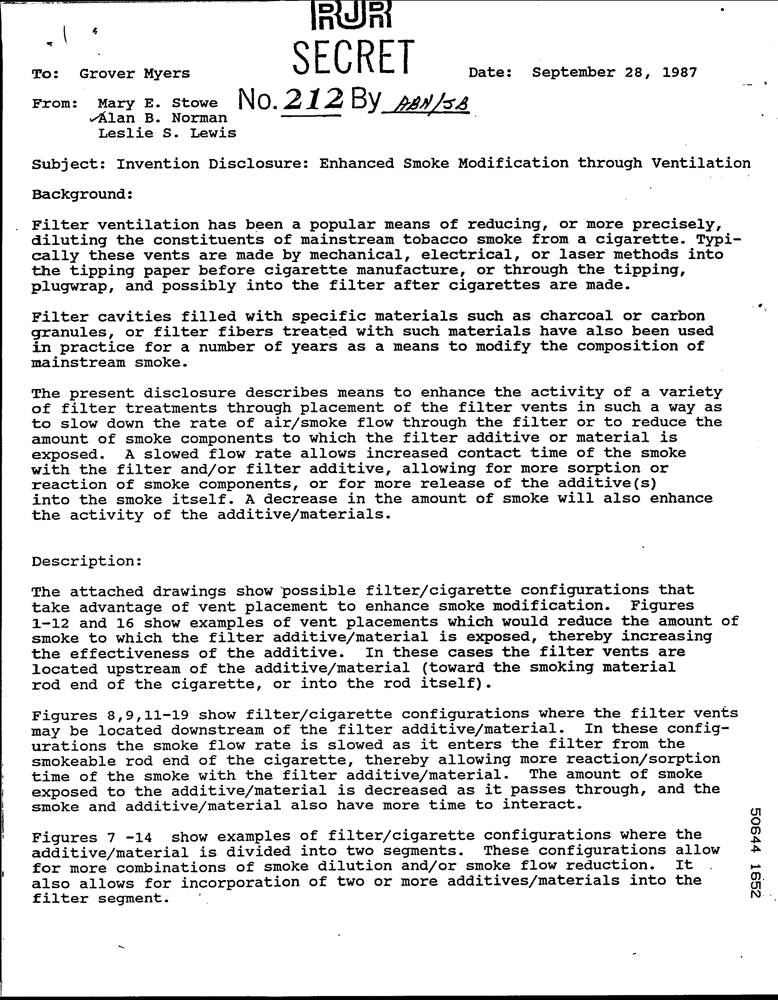 RJR
SECRET
To: Grover Myers
Date: September 28, 1987
No. 212 By ABN/JB
From: Mary E. Stowe
Alan B. Norman
Leslie S. Lewis
Subject: Invention Disclosure: Enhanced Smoke Modification through Ventilation
Background:
Filter ventilation has been a popular means of reducing, or more precisely,
diluting the constituents of mainstream tobacco smoke from a cigarette. Typi-
cally these vents are made by mechanical, electrical, or laser methods into
the tipping paper before cigarette manufacture, or through the tipping,
plugwrap, and possibly into the filter after cigarettes are made.
Filter cavities filled with specific materials such as charcoal or carbon
granules, or filter fibers treated with such materials have also been used
in practice for a number of years as a means to modify the composition of
mainstream smoke.
The present disclosure describes means to enhance the activity of a variety
of filter treatments through placement of the filter vents in such a way as
to slow down the rate of air/smoke flow through the filter or to reduce the
amount of smoke components to which the filter additive or material is
exposed. A slowed flow rate allows increased contact time of the smoke
with the filter and/or filter additive, allowing for more sorption or
reaction of smoke components, or for more release of the additive(s)
into the smoke itself. A decrease in the amount of smoke will also enhance
the activity of the additive/materials.
Description:
The attached drawings show possible filter/cigarette configurations that
take advantage of vent placement to enhance smoke modification. Figures
1-12 and 16 show examples of vent placements which would reduce the amount of
smoke to which the filter additive/material is exposed, thereby increasing
the effectiveness of the additive. In these cases the filter vents are
located upstream of the additive/material (toward the smoking material
rod end of the cigarette, or into the rod itself).
Figures 8,9,11-19 show filter/cigarette configurations where the filter vents
may be located downstream of the filter additive/material. In these config-
urations the smoke flow rate is slowed as it enters the filter from the
smokeable rod end of the cigarette, thereby allowing more reaction/sorption
time of the smoke with the filter additive/material. The amount of smoke
exposed to the additive/material is decreased as it passes through, and the
smoke and additive/material also have more time to interact.
Figures 7 -14 show examples of filter/cigarette configurations where the
additive/material is divided into two segments. These configurations allow
for more combinations of smoke dilution and/or smoke flow reduction. It
also allows for incorporation of two or more additives/materials into the
filter segment.
50644 1652